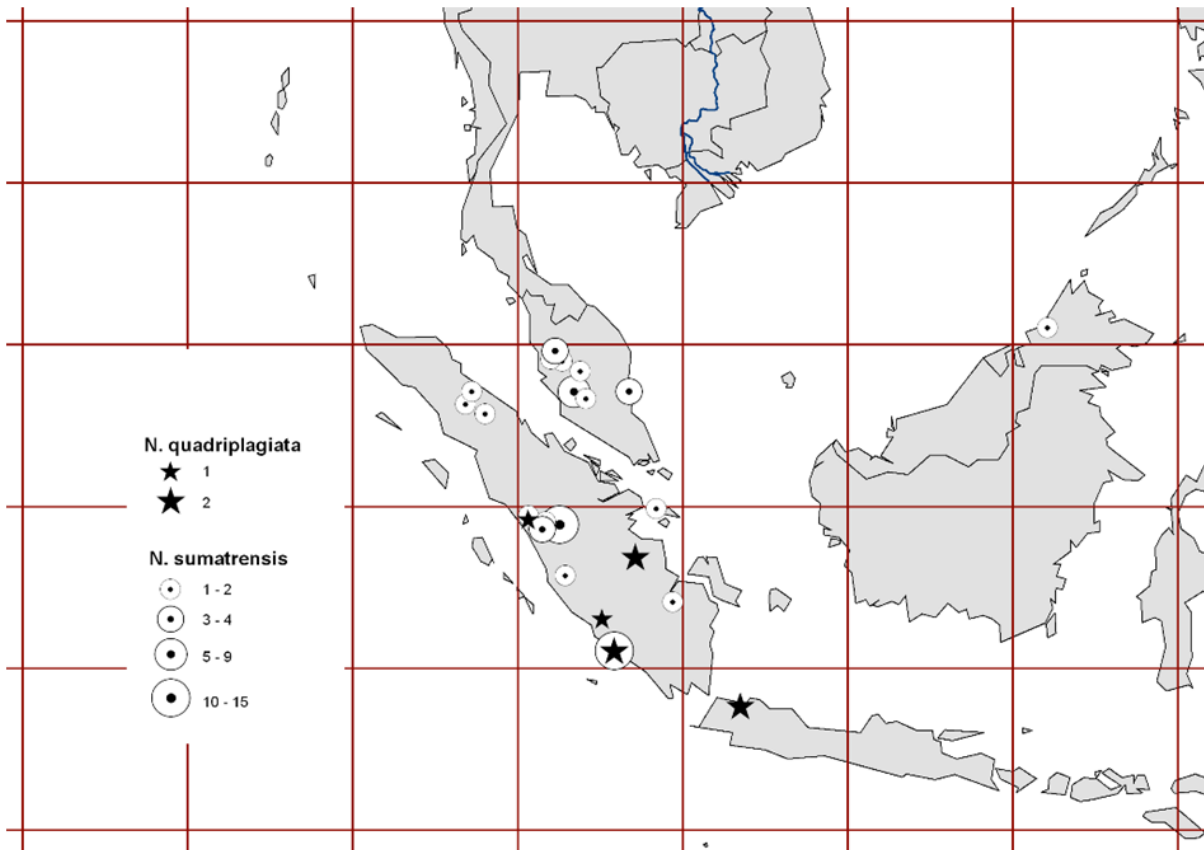 N. quadriplagiata
1
2
N. sumatrensis
1 - 2
3 - 4
5 - 9
10 - 15